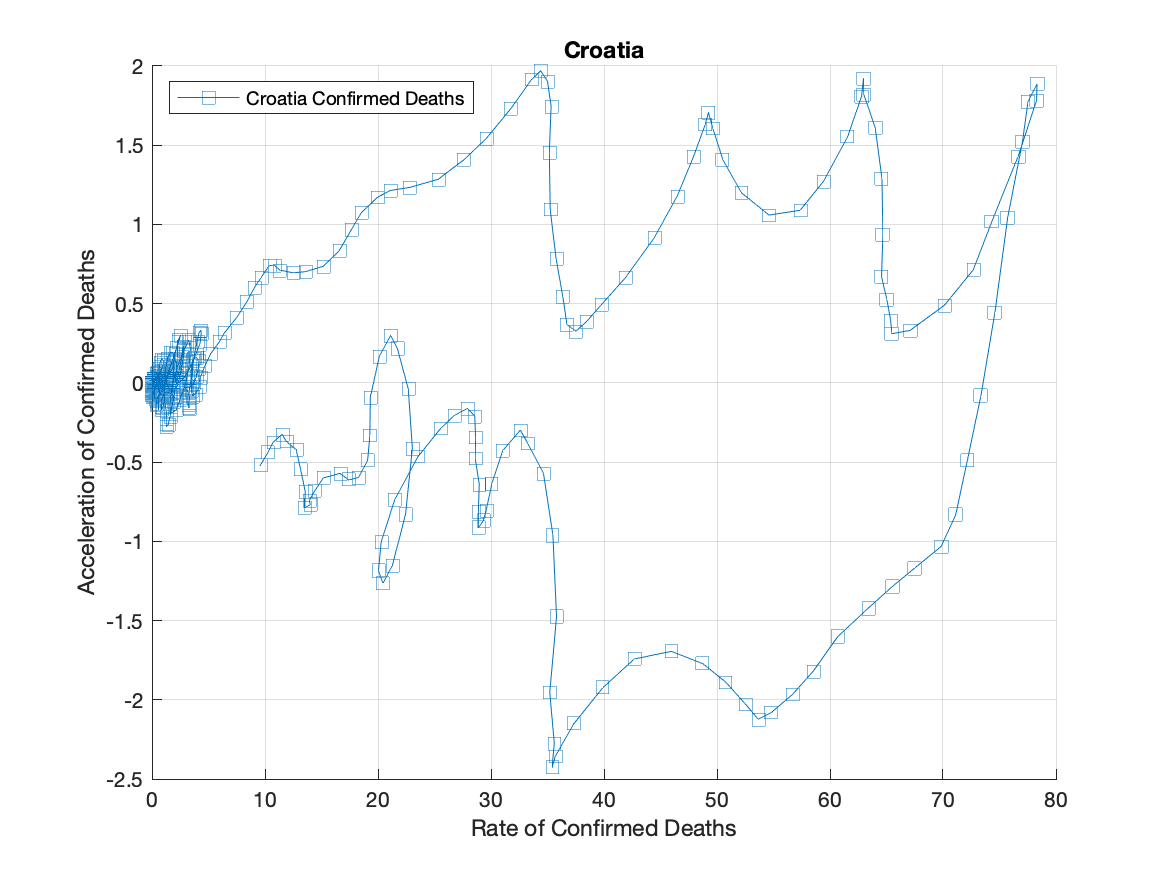 Croatia
Croatia Confirmed Deaths
Acceleration of Confirmed Deaths
2
1.5
1
0.5
0
-0.5
-1
-1.5
-2
-2.5
0 10 20 30 40 50 60 70 80
Rate of Confirmed Deaths